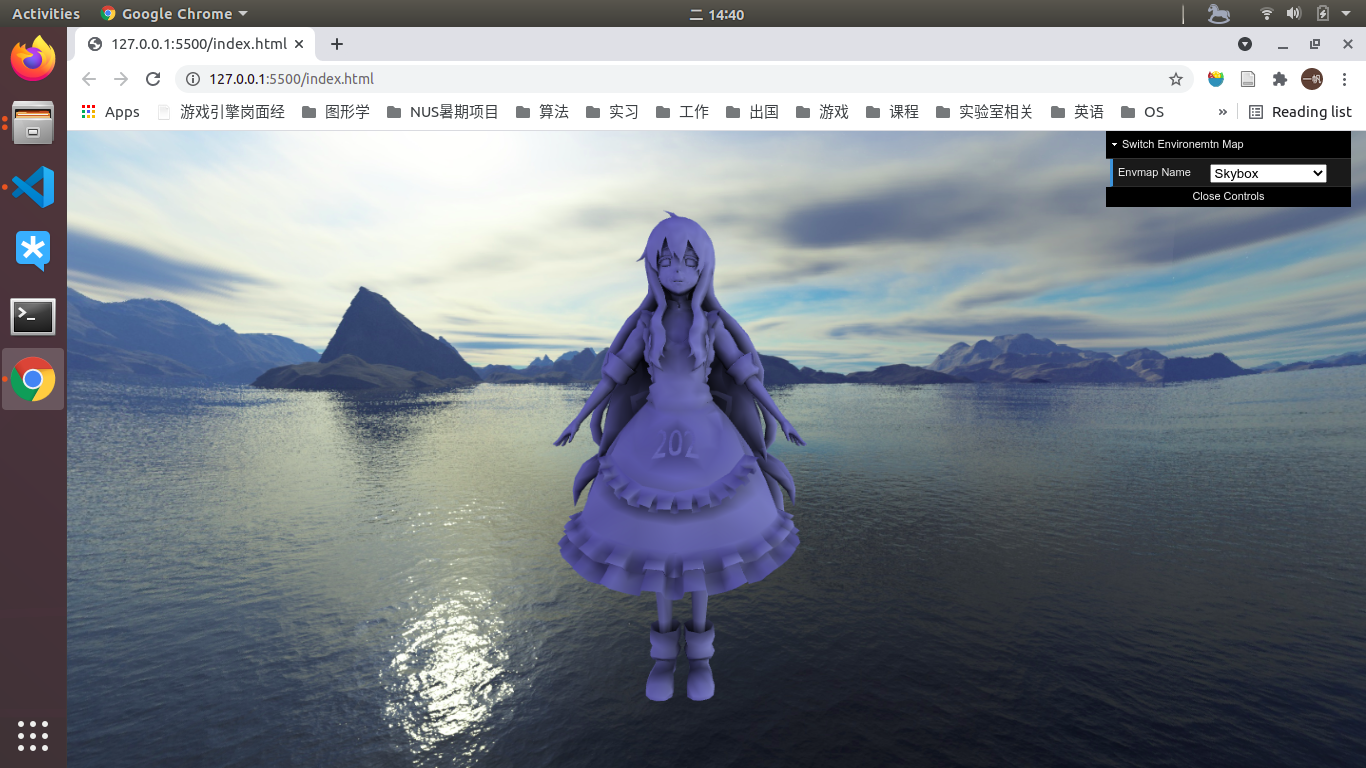 Activities Google Chrome 二 14:40
127.0.0.1:5500/index.html
127.0.0.1:5500/index.html 一帆
Apps 游戏引擎岗面经 图形学 NUS暑期项目 算法 实习 工作 出国 游戏 课程 实验室相关 英语 OS » Reading list
Switch Environemtn Map
Envmap Name Skybox
Close Controls
202